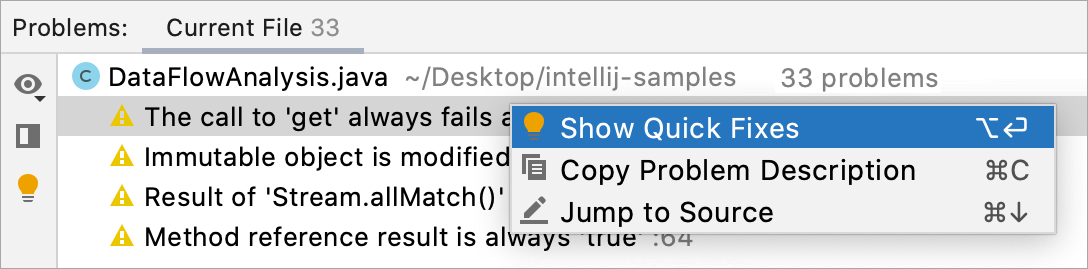 Problems: Current File 33
C DataFlowAnalysis.java ~/Desktop/intellij-samples 33 problems
The call to 'get' always fails
Show Quick Fixes ⌥↩
Immutable object is modified
Copy Problem Description ⌘C
Result of 'Stream.allMatch()'
Jump to Source ⌘↓
Method reference result is always 'true' :64